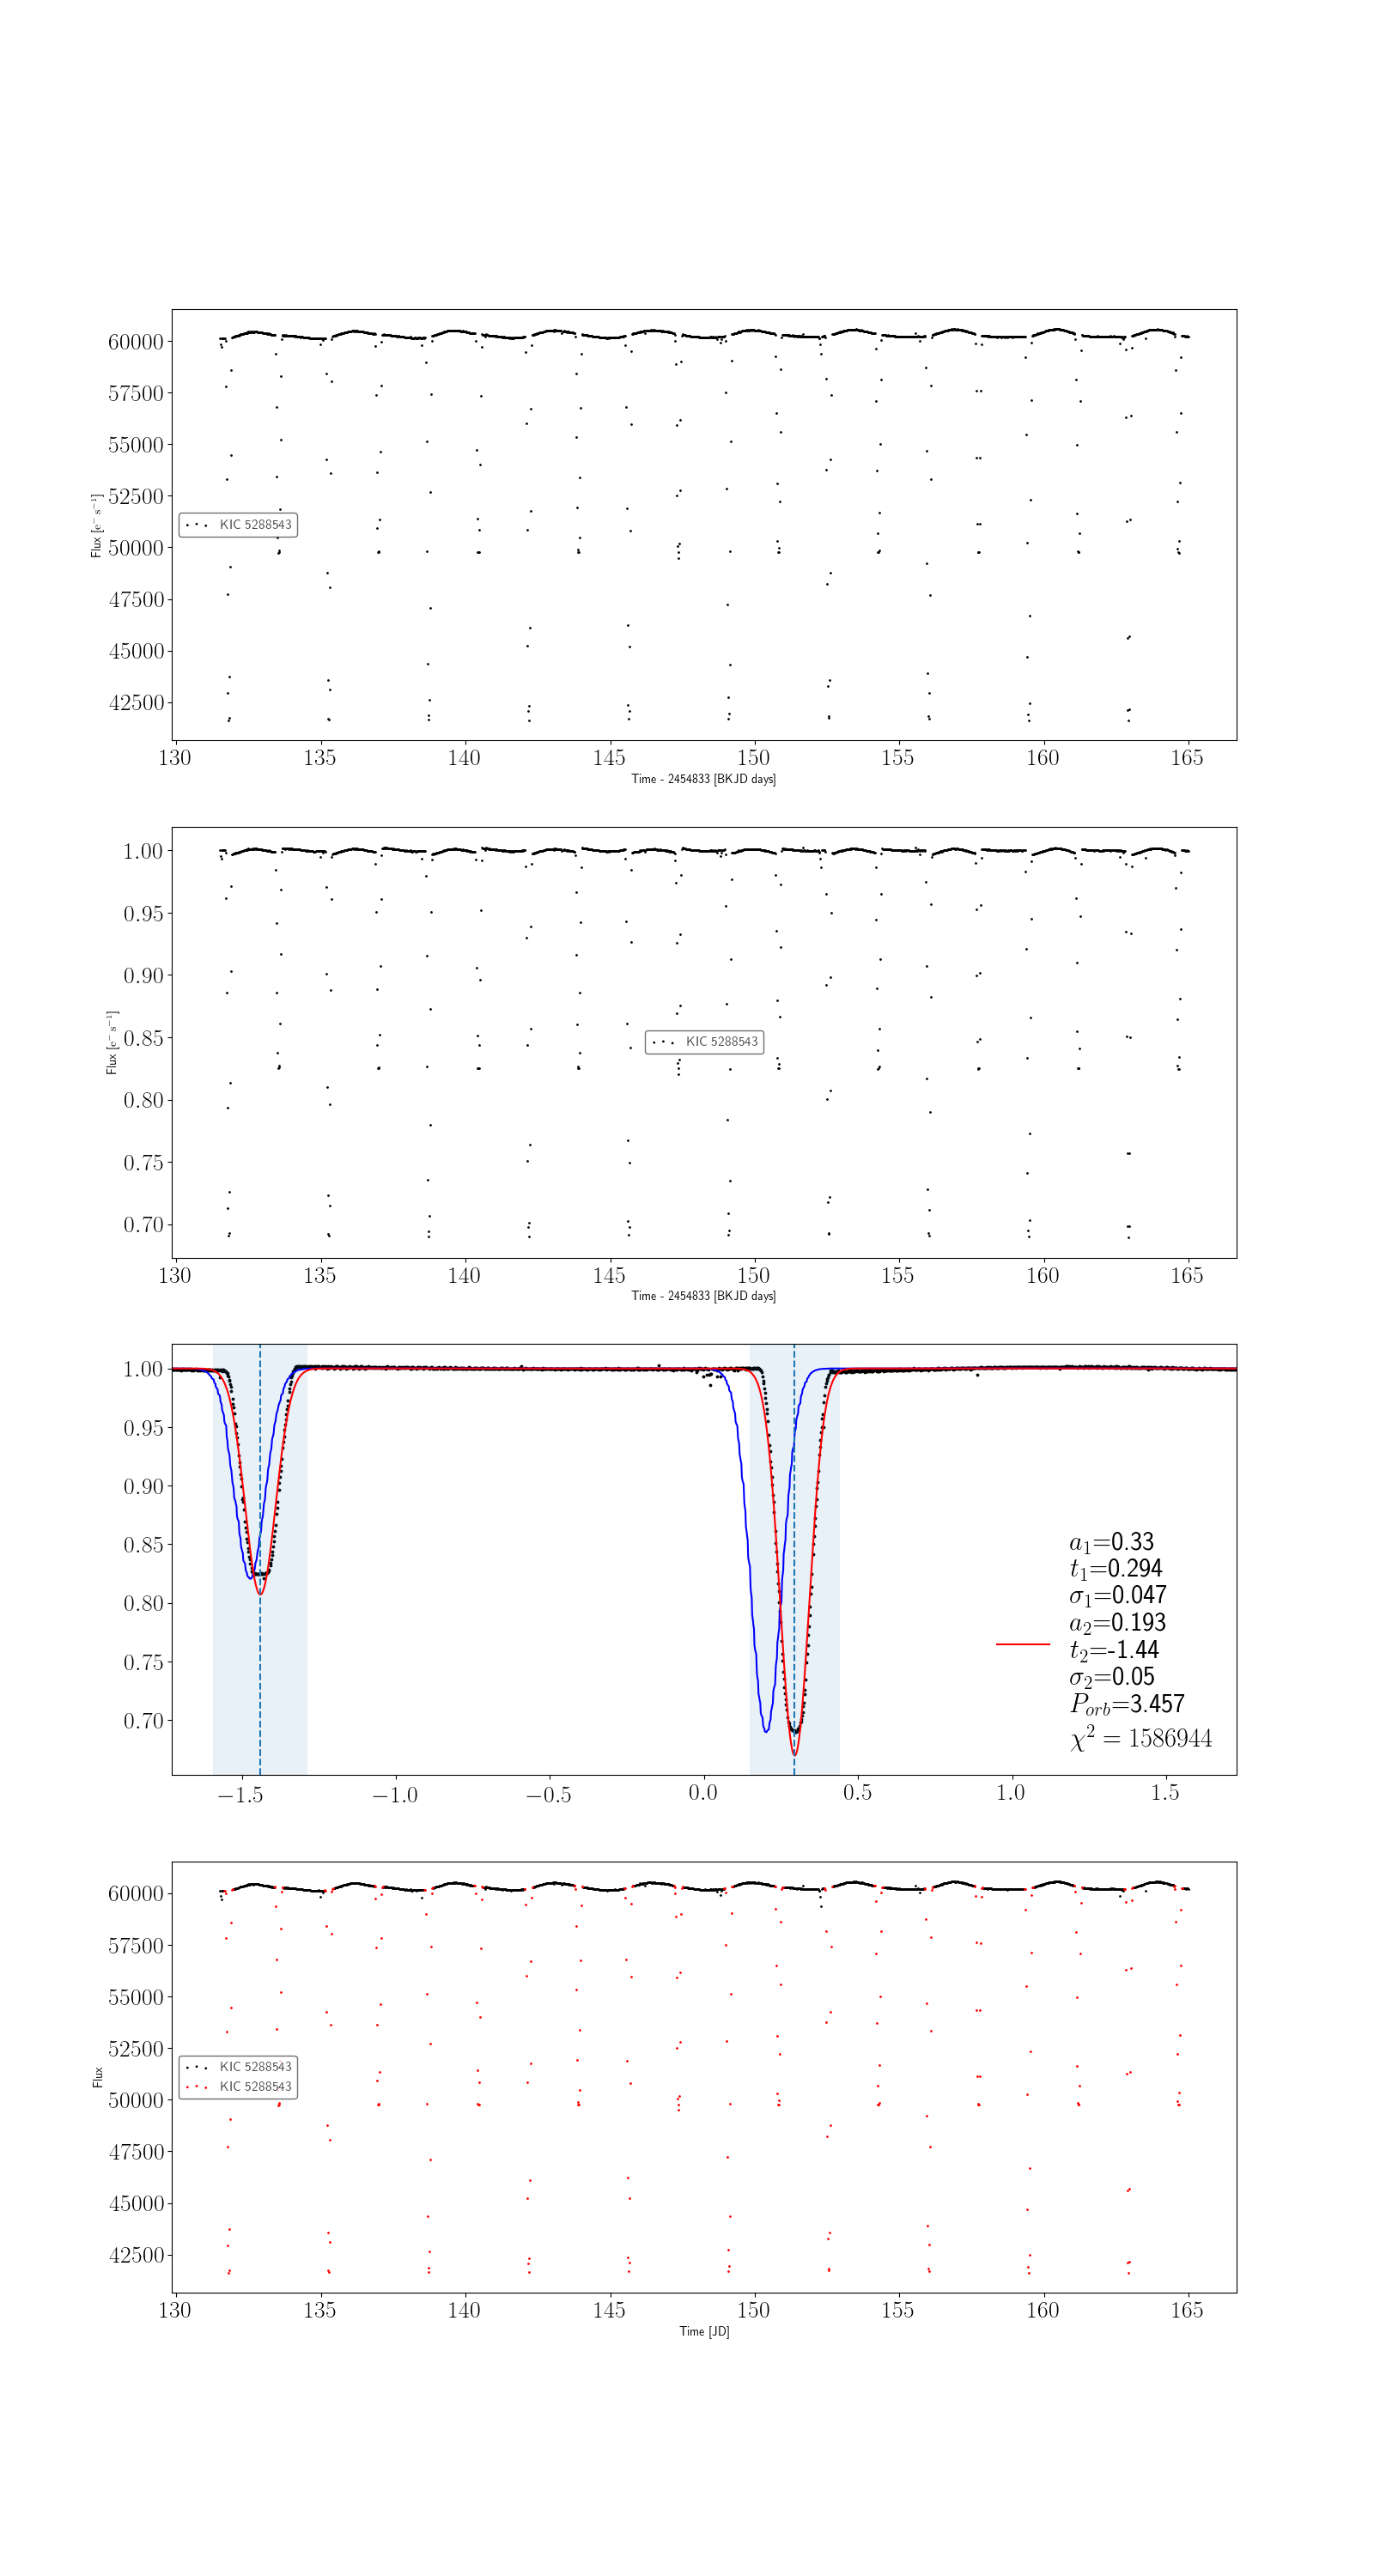 60000
57500
55000
52500
50000
47500
45000
42500
Flux [e⁻ s⁻¹]
KIC 5288543
130 135 140 145 150 155 160 165
Time - 2454833 [BKJD days]
1.00
0.95
0.90
0.85
0.80
0.75
0.70
Flux [e⁻ s⁻¹]
KIC 5288543
130 135 140 145 150 155 160 165
Time - 2454833 [BKJD days]
1.00
0.95
0.90
0.85
0.80
0.75
0.70
a₁=0.33
t₁=0.294
σ₁=0.047
a₂=0.193
t₂=-1.44
σ₂=0.05
P_orb=3.457
χ² = 1586944
−1.5 −1.0 −0.5 0.0 0.5 1.0 1.5
60000
57500
55000
52500
50000
47500
45000
42500
Flux
KIC 5288543
KIC 5288543
130 135 140 145 150 155 160 165
Time [JD]